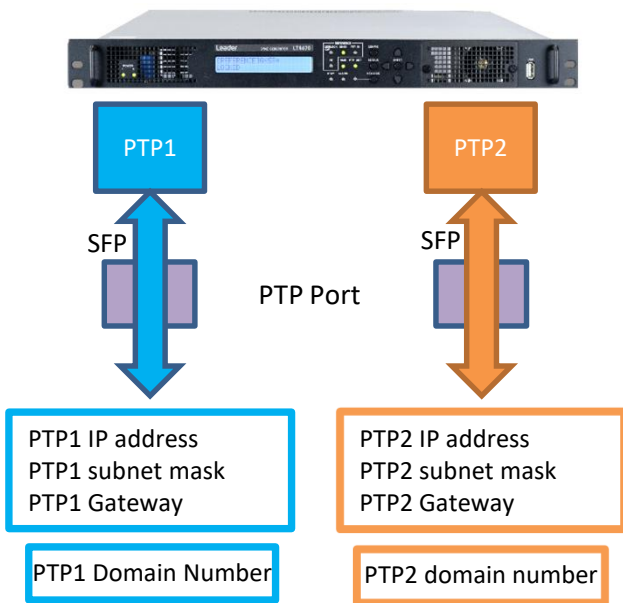 Leader
LT4670
PTP1
PTP2
SFP
SFP
PTP Port
PTP1 IP address
PTP1 subnet mask
PTP1 Gateway
PTP2 IP address
PTP2 subnet mask
PTP2 Gateway
PTP1 Domain Number
PTP2 domain number